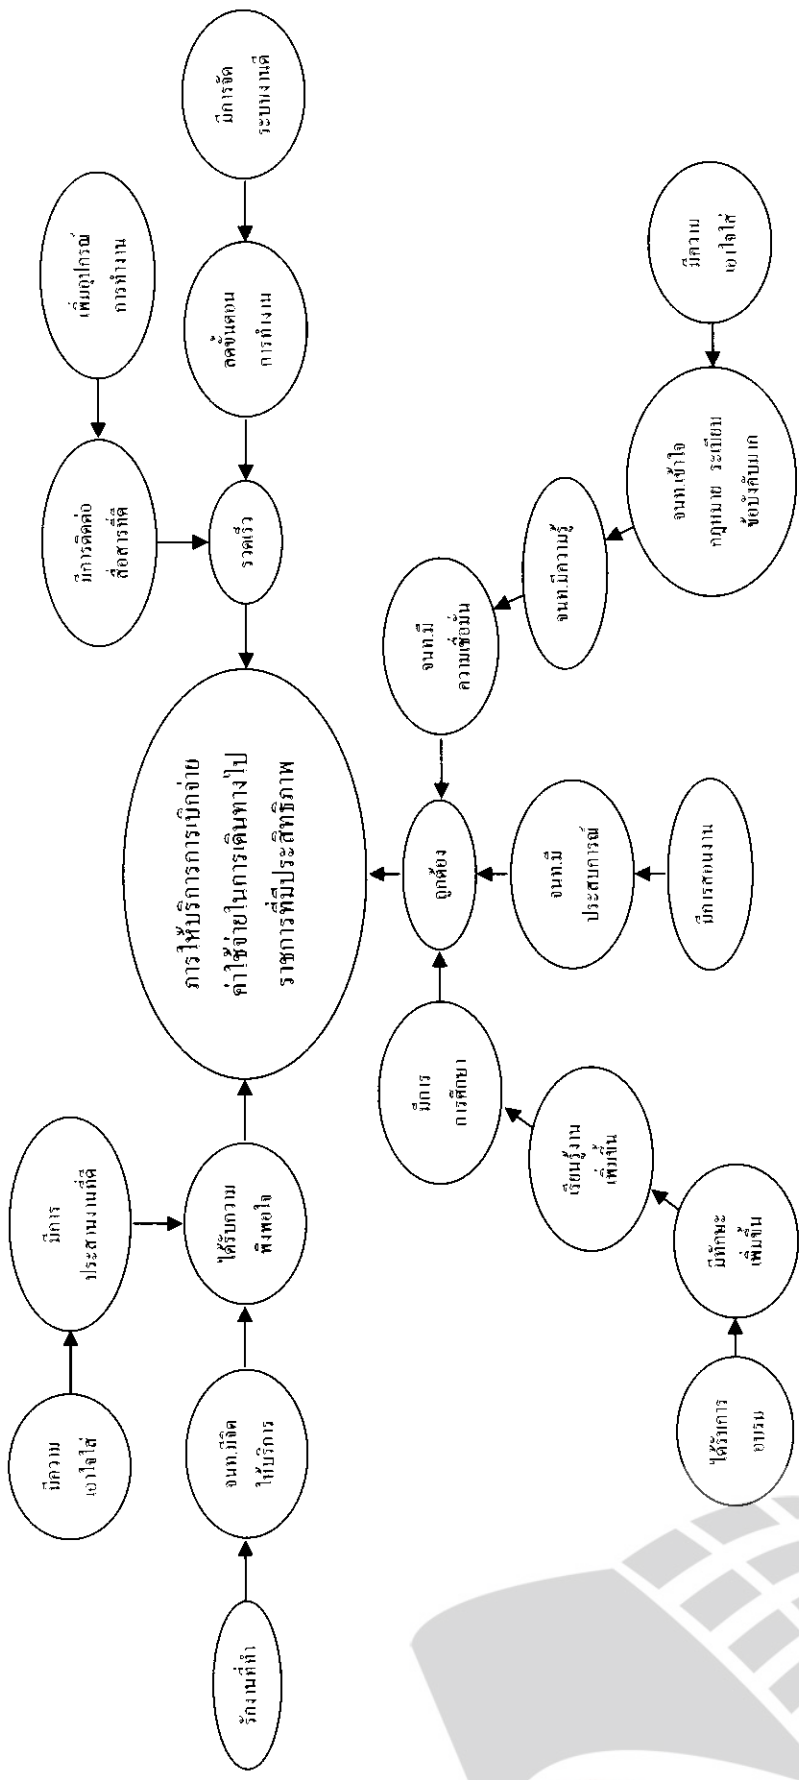 มีความ
เอาใจใส่
มีการ
ประสานงานที่ดี
มีการติดต่อ
สื่อสารที่ดี
เพิ่มอุปกรณ์
การทำงาน
รักงานที่ทำ
จนท.มีจิต
ให้บริการ
ได้รับความ
พึงพอใจ
การให้บริการการเบิกจ่าย
ค่าใช้จ่ายในการเดินทางไป
ราชการที่มีประสิทธิภาพ
รวดเร็ว
ลดขั้นตอน
การทำงาน
มีการจัด
ระบบงานดี
มีการ
การศึกษา
ถูกต้อง
จนท.มี
ความเชื่อมั่น
เรียนรู้งาน
เพิ่มขึ้น
จนท.มี
ประสบการณ์
จนท.มีความรู้
ได้รับการ
อบรม
มีทักษะ
เพิ่มขึ้น
มีการสอนงาน
จนท.เข้าใจ
กฎหมาย ระเบียบ
ข้อบังคับมาก
มีความ
เอาใจใส่